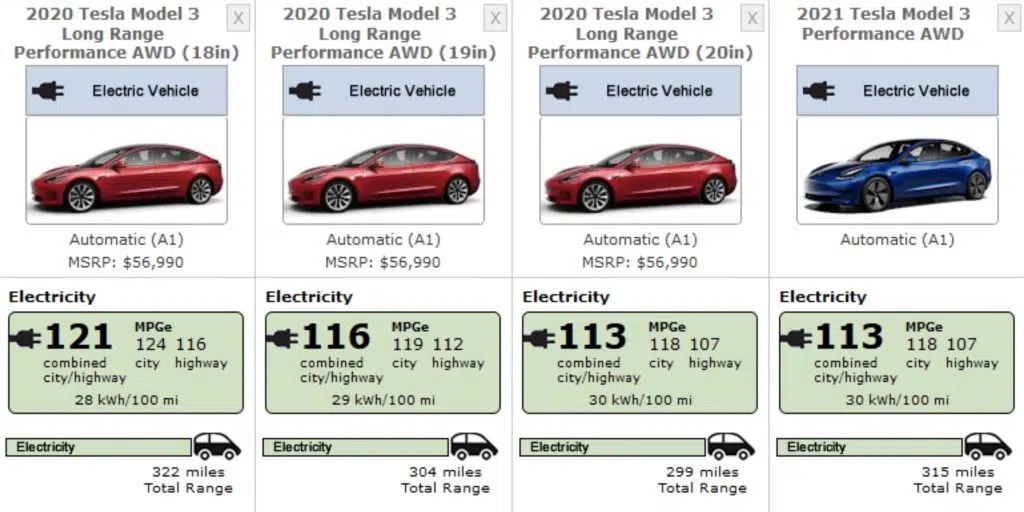 2020 Tesla Model 3
Long Range
Performance AWD (18in)
X
Electric Vehicle
Automatic (A1)
MSRP: $56,990
Electricity
121
MPGe
124 116
combined
city/highway
city highway
28 kWh/100 mi
Electricity
322 miles
Total Range
2020 Tesla Model 3
Long Range
Performance AWD (19in)
X
Electric Vehicle
Automatic (A1)
MSRP: $56,990
Electricity
116
MPGe
119 112
combined
city/highway
city highway
29 kWh/100 mi
Electricity
304 miles
Total Range
2020 Tesla Model 3
Long Range
Performance AWD (20in)
X
Electric Vehicle
Automatic (A1)
MSRP: $56,990
Electricity
113
MPGe
118 107
combined
city/highway
city highway
30 kWh/100 mi
Electricity
299 miles
Total Range
2021 Tesla Model 3
Performance AWD
X
Electric Vehicle
Automatic (A1)
Electricity
113
MPGe
118 107
combined
city/highway
city highway
30 kWh/100 mi
Electricity
315 miles
Total Range